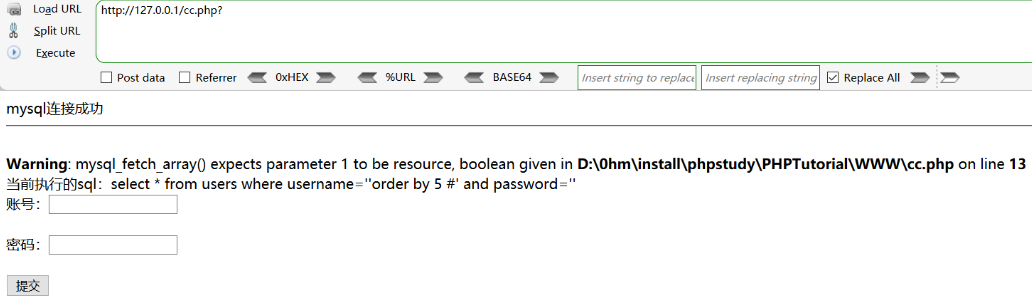 Load URL
http://127.0.0.1/cc.php?
Split URL
Execute
Post data Referrer 0xHEX %URL BASE64 Insert string to replace Insert replacing string Replace All
mysql连接成功
Warning: mysql_fetch_array() expects parameter 1 to be resource, boolean given in D:\0hm\install\phpstudy\PHPTutorial\WWW\cc.php on line 13
当前执行的sql：select * from users where username=''order by 5 #' and password=''
账号：
密码：
提交